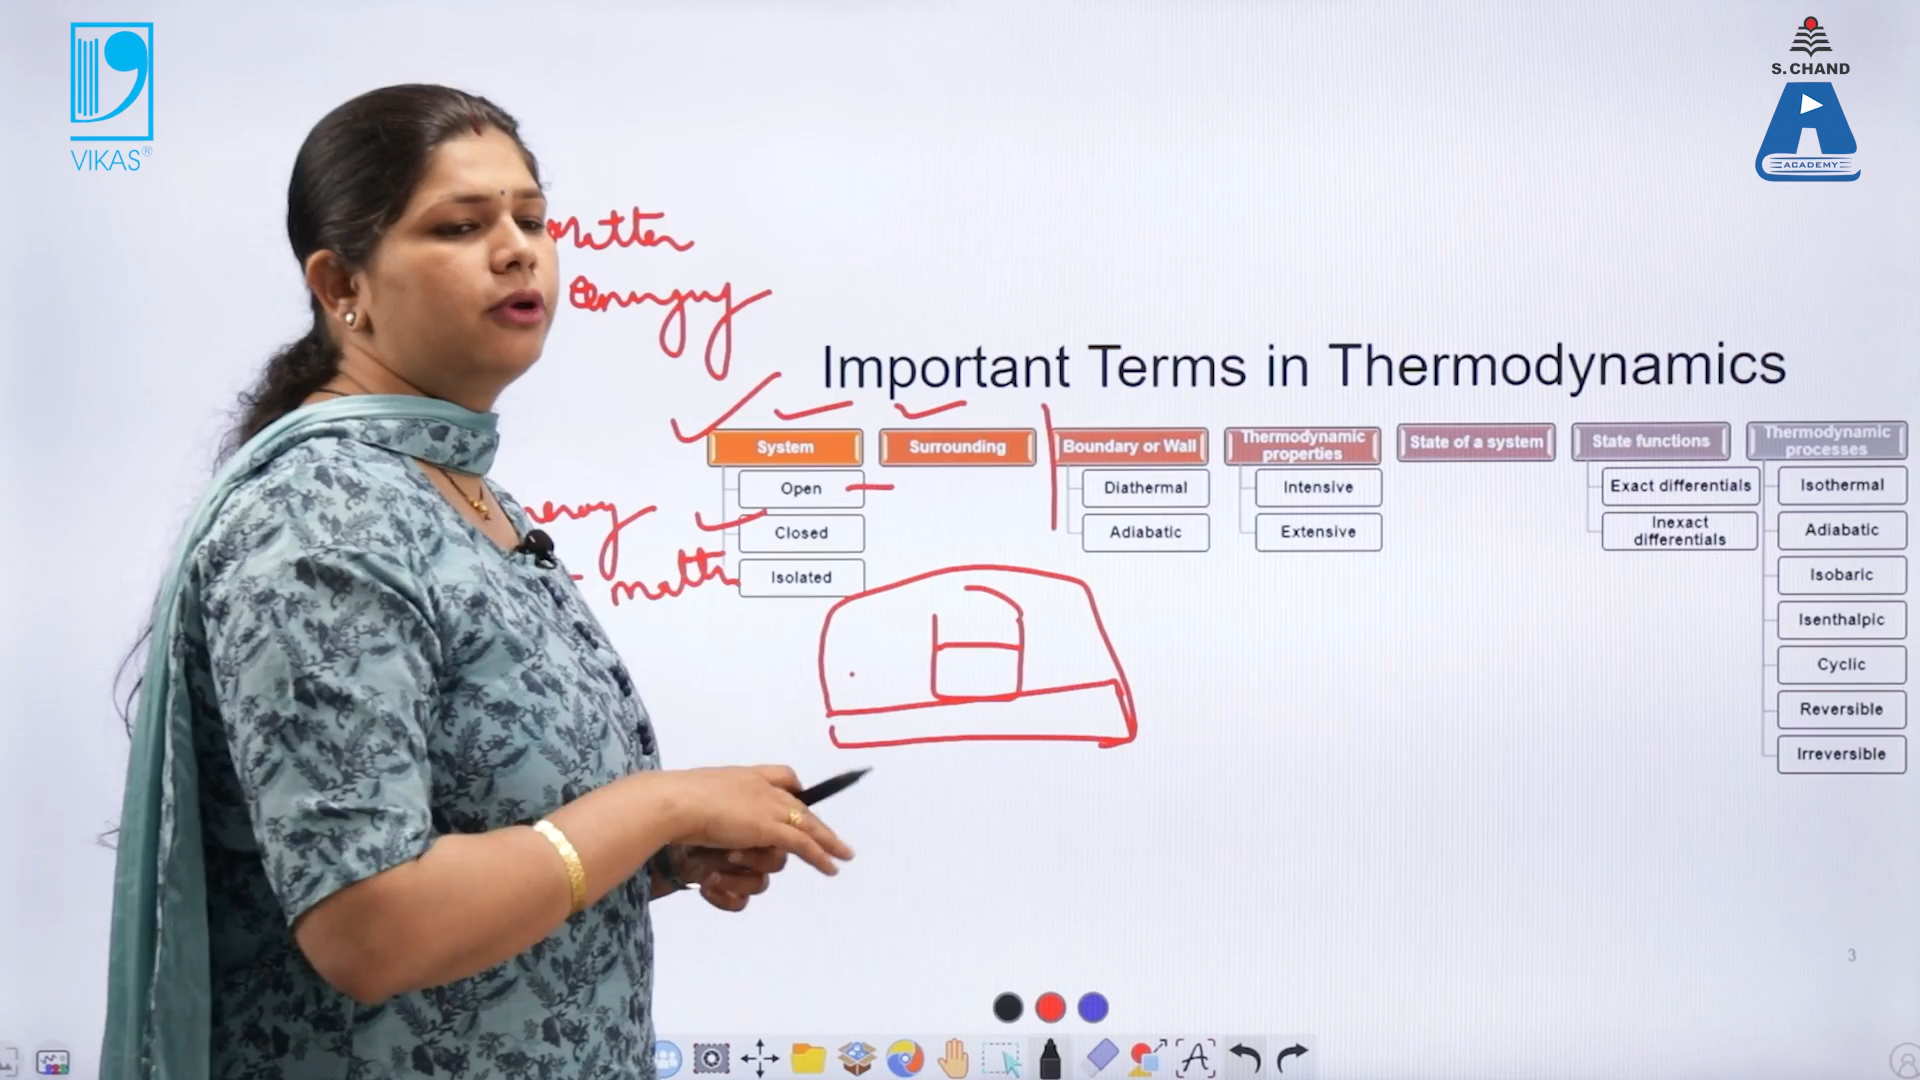 VIKAS®
S. CHAND
ACADEMY
matter
energy
Important Terms in Thermodynamics
System
Open
Closed
Isolated
Surrounding
Boundary or Wall
Diathermal
Adiabatic
Thermodynamic
properties
Intensive
Extensive
State of a system
State functions
Exact differentials
Inexact
differentials
Thermodynamic
processes
Isothermal
Adiabatic
Isobaric
Isenthalpic
Cyclic
Reversible
Irreversible
3